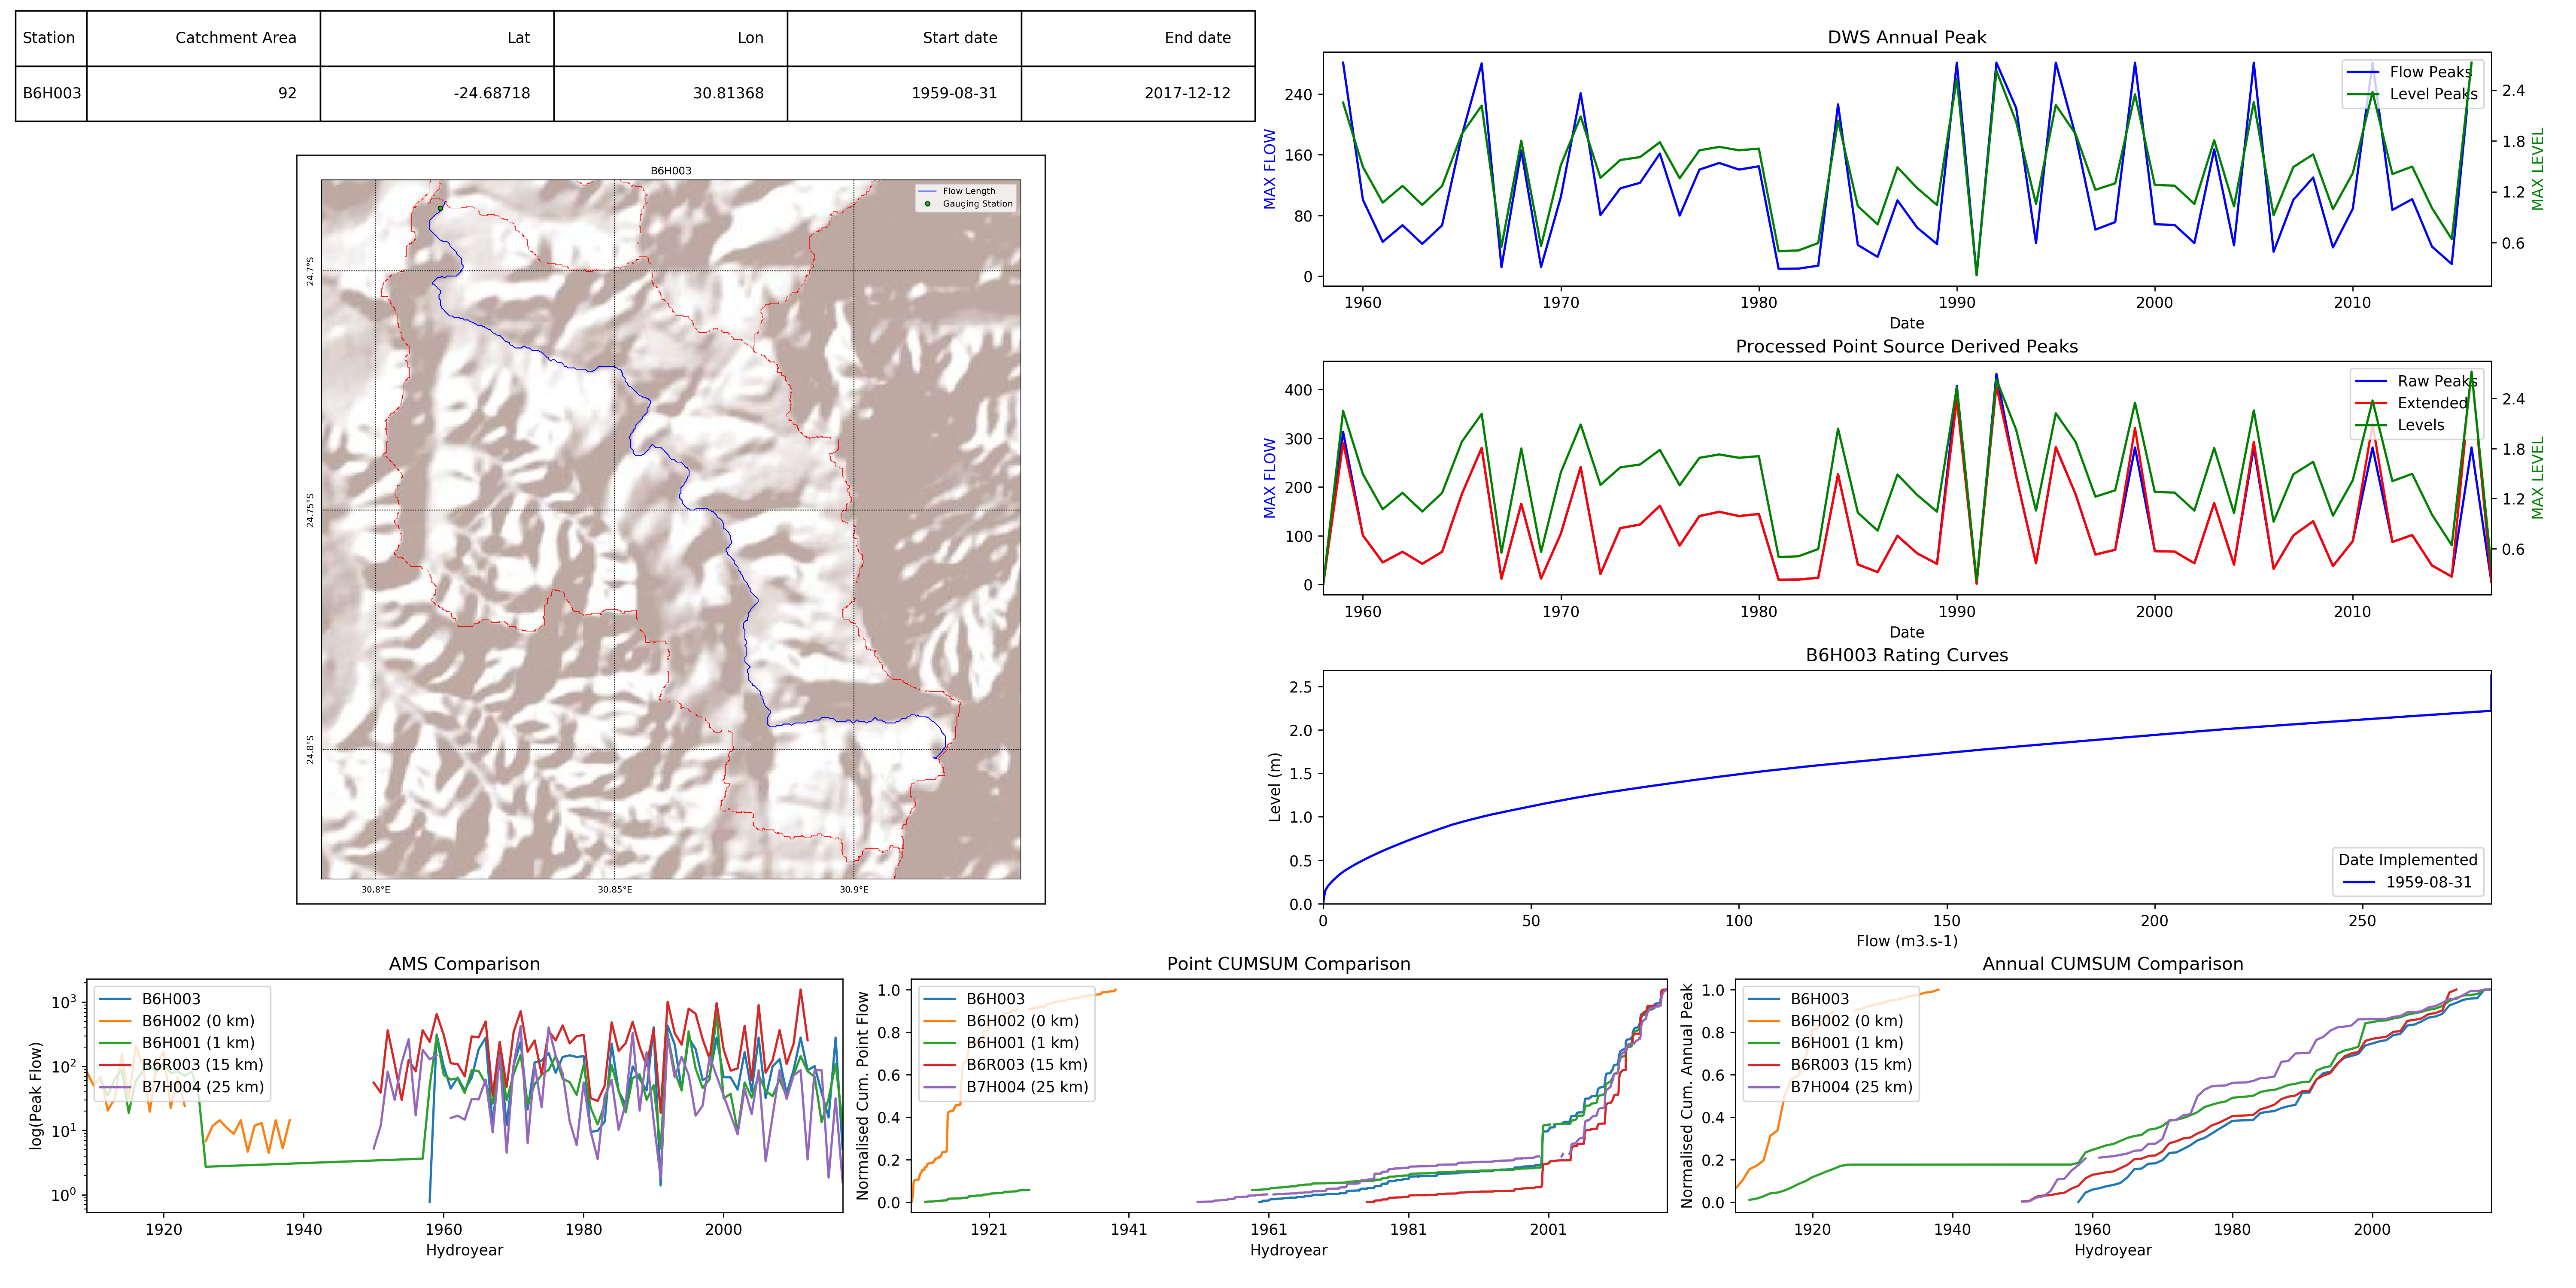 Station Catchment Area Lat Lon Start date End date
B6H003 92 -24.68718 30.81368 1959-08-31 2017-12-12
B6H003
Flow Length
Gauging Station
24.7°S
24.75°S
24.8°S
30.8°E 30.85°E 30.9°E
DWS Annual Peak
Flow Peaks
Level Peaks
MAX FLOW
240
160
80
0
2.4
1.8
1.2
0.6
MAX LEVEL
1960 1970 1980 1990 2000 2010
Date
Processed Point Source Derived Peaks
Raw Peaks
Extended
Levels
MAX FLOW
400
300
200
100
0
2.4
1.8
1.2
0.6
MAX LEVEL
1960 1970 1980 1990 2000 2010
Date
B6H003 Rating Curves
Level (m)
2.5
2.0
1.5
1.0
0.5
0.0
Date Implemented
1959-08-31
0 50 100 150 200 250
Flow (m3.s-1)
AMS Comparison
B6H003
B6H002 (0 km)
B6H001 (1 km)
B6R003 (15 km)
B7H004 (25 km)
log(Peak Flow)
10³
10²
10¹
10⁰
1920 1940 1960 1980 2000
Hydroyear
Point CUMSUM Comparison
B6H003
B6H002 (0 km)
B6H001 (1 km)
B6R003 (15 km)
B7H004 (25 km)
Normalised Cum. Point Flow
1.0
0.8
0.6
0.4
0.2
0.0
1921 1941 1961 1981 2001
Hydroyear
Annual CUMSUM Comparison
B6H003
B6H002 (0 km)
B6H001 (1 km)
B6R003 (15 km)
B7H004 (25 km)
Normalised Cum. Annual Peak
1.0
0.8
0.6
0.4
0.2
0.0
1920 1940 1960 1980 2000
Hydroyear